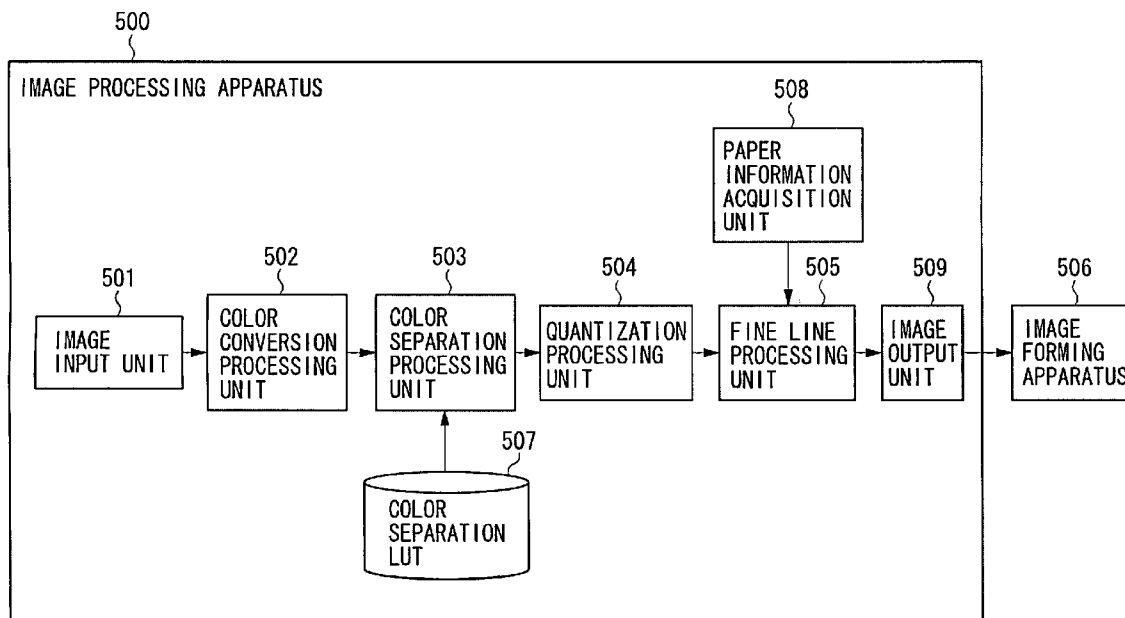 500
IMAGE PROCESSING APPARATUS
508
PAPER
INFORMATION
ACQUISITION
UNIT
501
IMAGE
INPUT UNIT
502
COLOR
CONVERSION
PROCESSING
UNIT
503
COLOR
SEPARATION
PROCESSING
UNIT
504
QUANTIZATION
PROCESSING
UNIT
505
FINE LINE
PROCESSING
UNIT
509
IMAGE
OUTPUT
UNIT
506
IMAGE
FORMING
APPARATUS
507
COLOR
SEPARATION
LUT